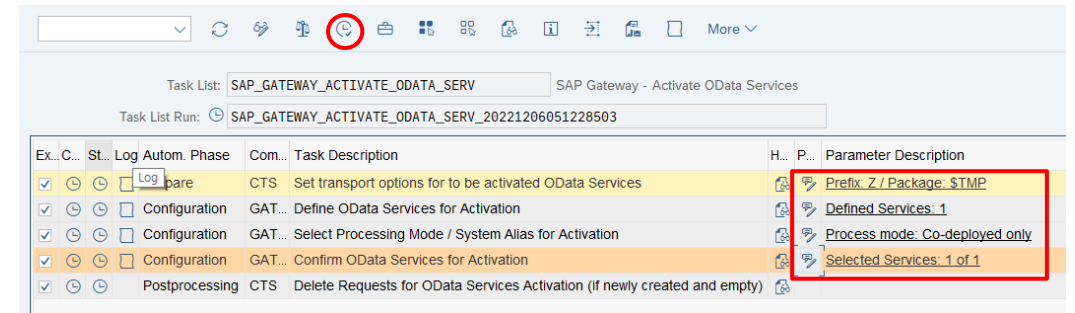 More
Task List: SAP_GATEWAY_ACTIVATE_ODATA_SERV SAP Gateway - Activate OData Services
Task List Run: SAP_GATEWAY_ACTIVATE_ODATA_SERV_20221206051228503
Ex.. C... St... Log Autom. Phase Com... Task Description H... P... Parameter Description
Log pare CTS Set transport options for to be activated OData Services Prefix: Z / Package: $TMP
Configuration GAT... Define OData Services for Activation Defined Services: 1
Configuration GAT... Select Processing Mode / System Alias for Activation Process mode: Co-deployed only
Configuration GAT... Confirm OData Services for Activation Selected Services: 1 of 1
Postprocessing CTS Delete Requests for OData Services Activation (if newly created and empty)